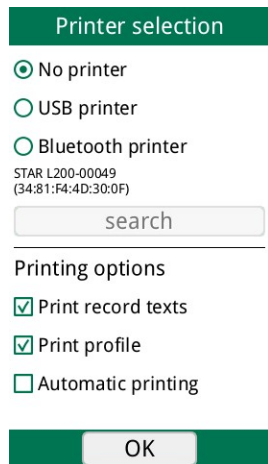 Printer selection
No printer
USB printer
Bluetooth printer
STAR L200-00049
(34:81:F4:4D:30:0F)
search
Printing options
Print record texts
Print profile
Automatic printing
OK